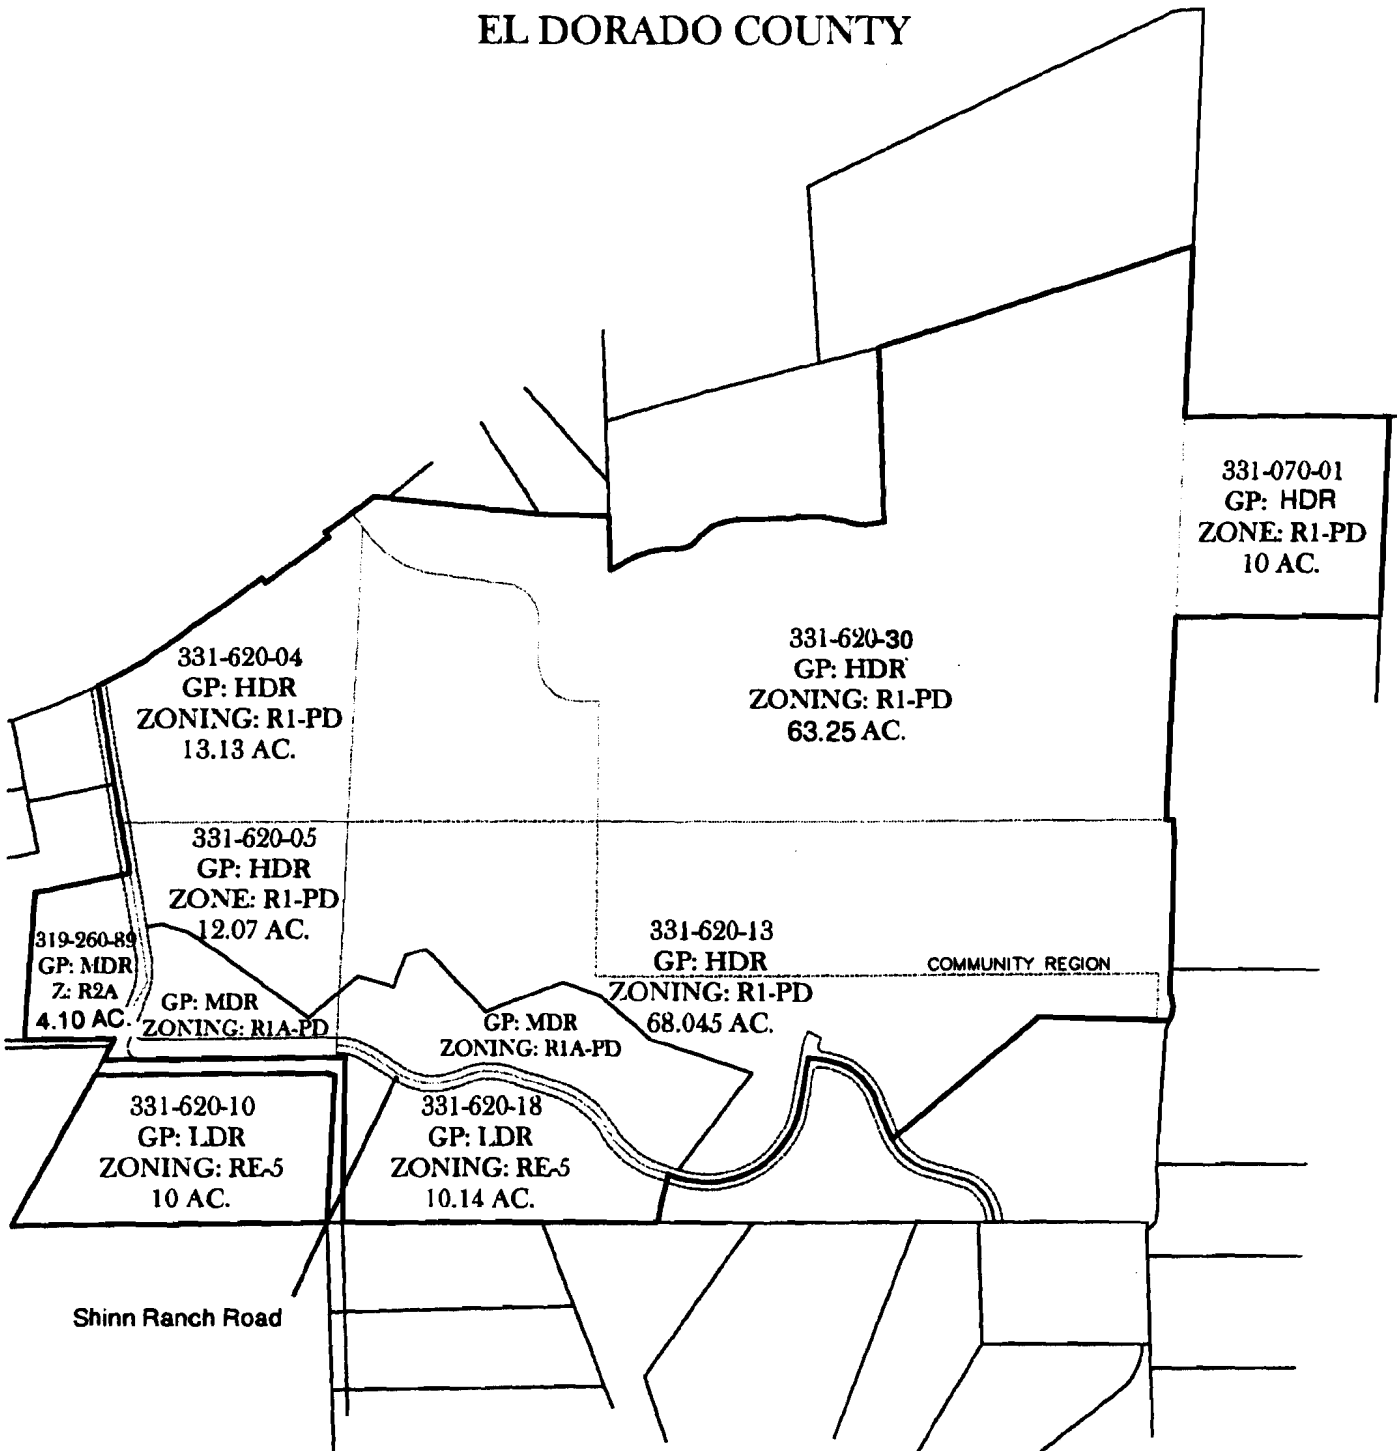 EL DORADO COUNTY
331-070-01
GP: HDR
ZONE: R1-PD
10 AC.
331-620-04
GP: HDR
ZONING: R1-PD
13.13 AC.
331-620-30
GP: HDR
ZONING: R1-PD
63.25 AC.
331-620-05
GP: HDR
ZONE: R1-PD
12.07 AC.
319-260-89
GP: MDR
Z: R2A
4.10 AC.
GP: MDR
ZONING: R1A-PD
331-620-13
GP: HDR
ZONING: R1-PD
68.045 AC.
COMMUNITY REGION
GP: MDR
ZONING: R1A-PD
331-620-10
GP: LDR
ZONING: RE-5
10 AC.
331-620-18
GP: LDR
ZONING: RE-5
10.14 AC.
Shinn Ranch Road